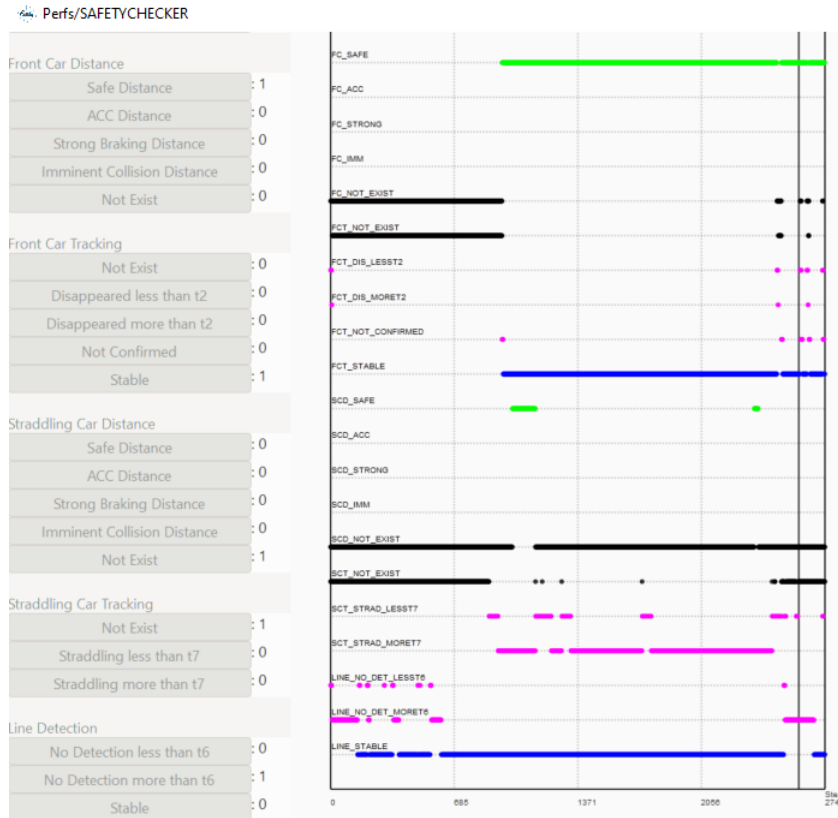 Perfs/SAFETYCHECKER
Front Car Distance
Safe Distance : 1
ACC Distance : 0
Strong Braking Distance : 0
Imminent Collision Distance : 0
Not Exist : 0
Front Car Tracking
Not Exist : 0
Disappeared less than t2 : 0
Disappeared more than t2 : 0
Not Confirmed : 0
Stable : 1
Straddling Car Distance
Safe Distance : 0
ACC Distance : 0
Strong Braking Distance : 0
Imminent Collision Distance : 0
Not Exist : 1
Straddling Car Tracking
Not Exist : 1
Straddling less than t7 : 0
Straddling more than t7 : 0
Line Detection
No Detection less than t6 : 0
No Detection more than t6 : 1
Stable : 0
FC_SAFE
FC_ACC
FC_STRONG
FC_IMM
FC_NOT_EXIST
FCT_NOT_EXIST
FCT_DIS_LESST2
FCT_DIS_MORET2
FCT_NOT_CONFIRMED
FCT_STABLE
SCD_SAFE
SCD_ACC
SCD_STRONG
SCD_IMM
SCD_NOT_EXIST
SCT_NOT_EXIST
SCT_STRAD_LESST7
SCT_STRAD_MORET7
LINE_NO_DET_LESST6
LINE_NO_DET_MORET6
LINE_STABLE
Ste
0 685 1371 2056 274